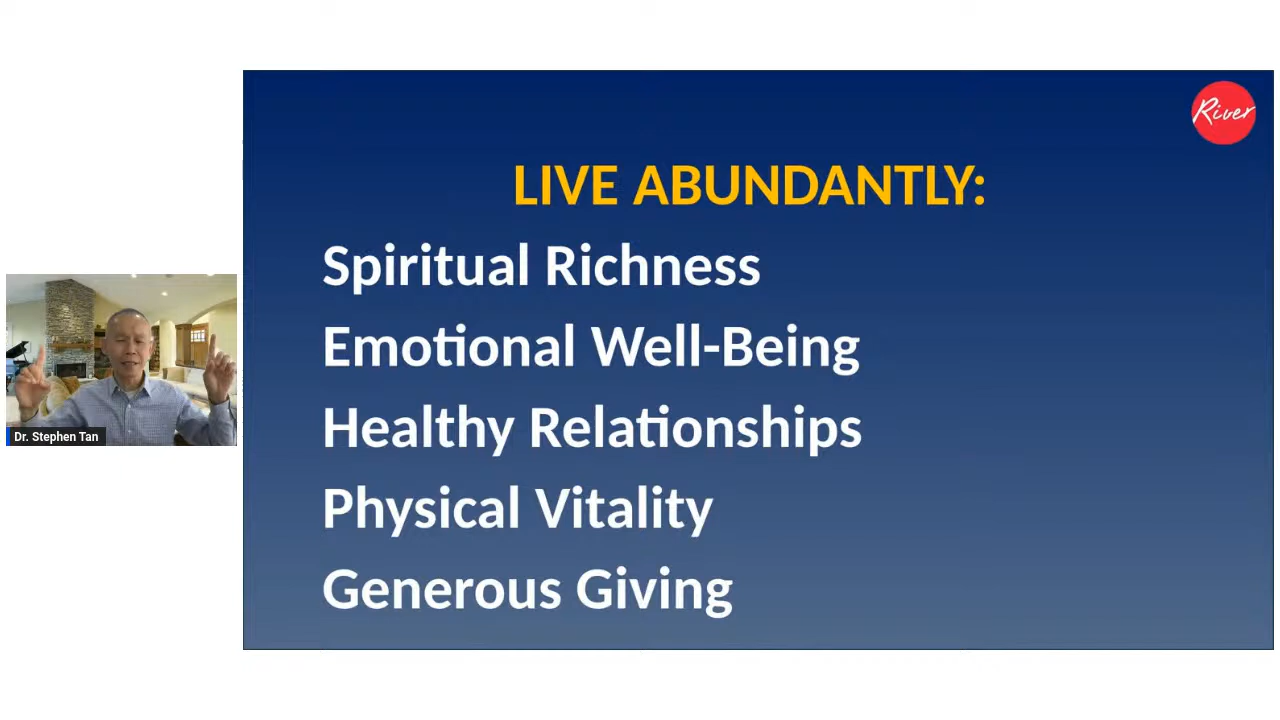 River
LIVE ABUNDANTLY:
Spiritual Richness
Emotional Well-Being
Healthy Relationships
Physical Vitality
Generous Giving
Dr. Stephen Tan